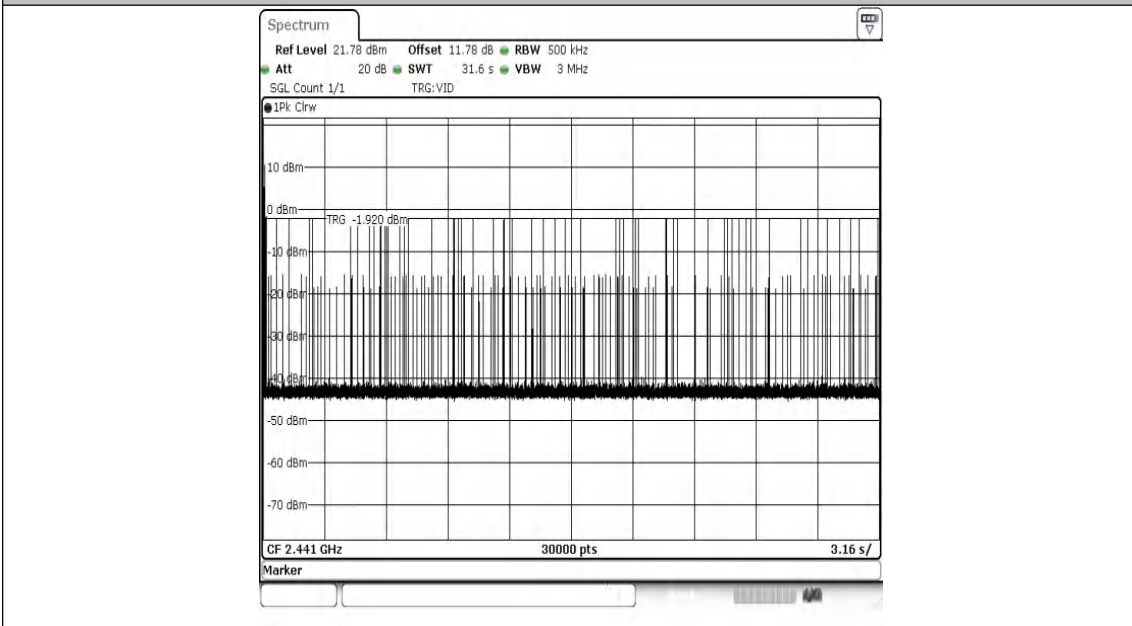 Spectrum
Ref Level 21.78 dBm Offset 11.78 dB RBW 500 kHz
Att 20 dB SWT 31.6 s VBW 3 MHz
SGL Count 1/1 TRG:VID
1Pk Clrw
10 dBm
0 dBm
TRG -1.920 dBm
-10 dBm
-20 dBm
-30 dBm
-40 dBm
-50 dBm
-60 dBm
-70 dBm
CF 2.441 GHz 30000 pts 3.16 s/
Marker